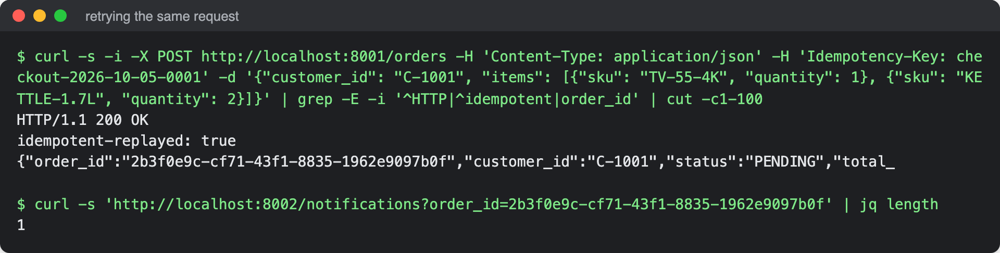 retrying the same request
$ curl -s -i -X POST http://localhost:8001/orders -H 'Content-Type: application/json' -H 'Idempotency-Key: che
ckout-2026-10-05-0001' -d '{"customer_id": "C-1001", "items": [{"sku": "TV-55-4K", "quantity": 1}, {"sku": "KE
TTLE-1.7L", "quantity": 2}]}' | grep -E -i '^HTTP|^idempotent|order_id' | cut -c1-100
HTTP/1.1 200 OK
idempotent-replayed: true
{"order_id":"2b3f0e9c-cf71-43f1-8835-1962e9097b0f","customer_id":"C-1001","status":"PENDING","total_
$ curl -s 'http://localhost:8002/notifications?order_id=2b3f0e9c-cf71-43f1-8835-1962e9097b0f' | jq length
1